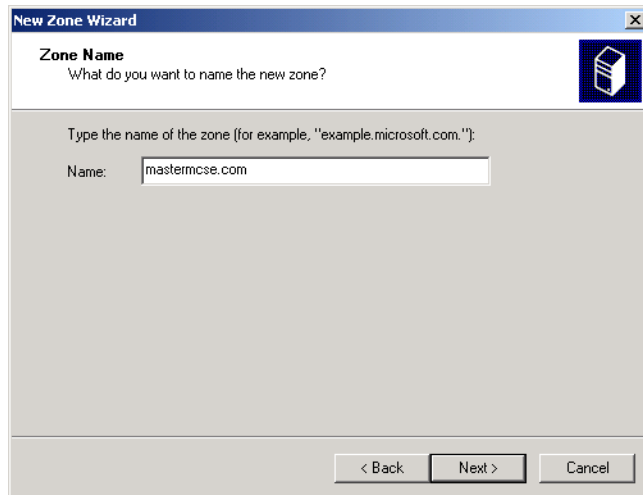 New Zone Wizard
Zone Name
What do you want to name the new zone?
Type the name of the zone (for example, "example.microsoft.com."):
Name: mastermcse.com
< Back Next > Cancel